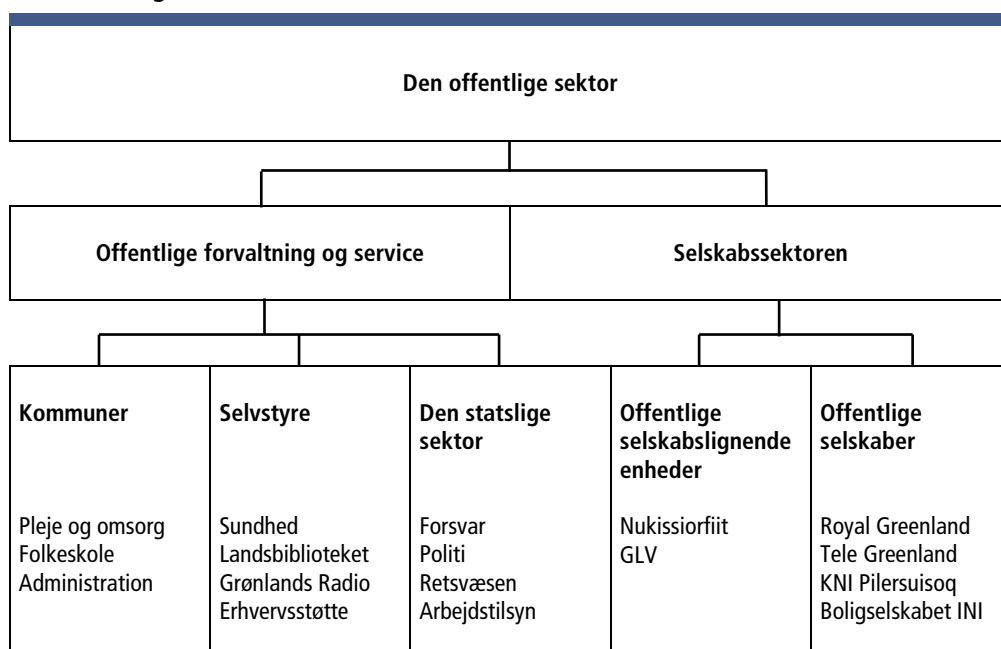 Den offentlige sektor
Offentlige forvaltning og service
Selskabssektoren
Kommuner
Pleje og omsorg
Folkeskole
Administration
Selvstyre
Sundhed
Landsbiblioteket
Grønlands Radio
Erhvervsstøtte
Den statslige
sektor
Forsvar
Politi
Retsvæsen
Arbejdstilsyn
Offentlige
selskabslignende
enheder
Nukissiorfiit
GLV
Offentlige
selskaber
Royal Greenland
Tele Greenland
KNI Pilersuisoq
Boligselskabet INI